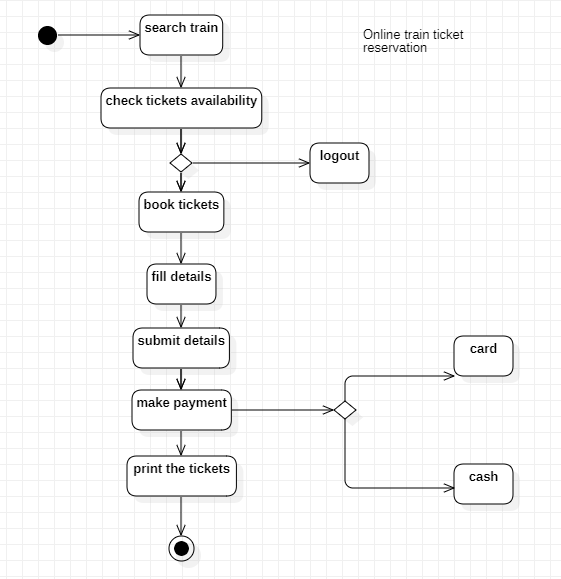 search train
Online train ticket
reservation
check tickets availability
logout
book tickets
fill details
submit details
card
make payment
print the tickets
cash